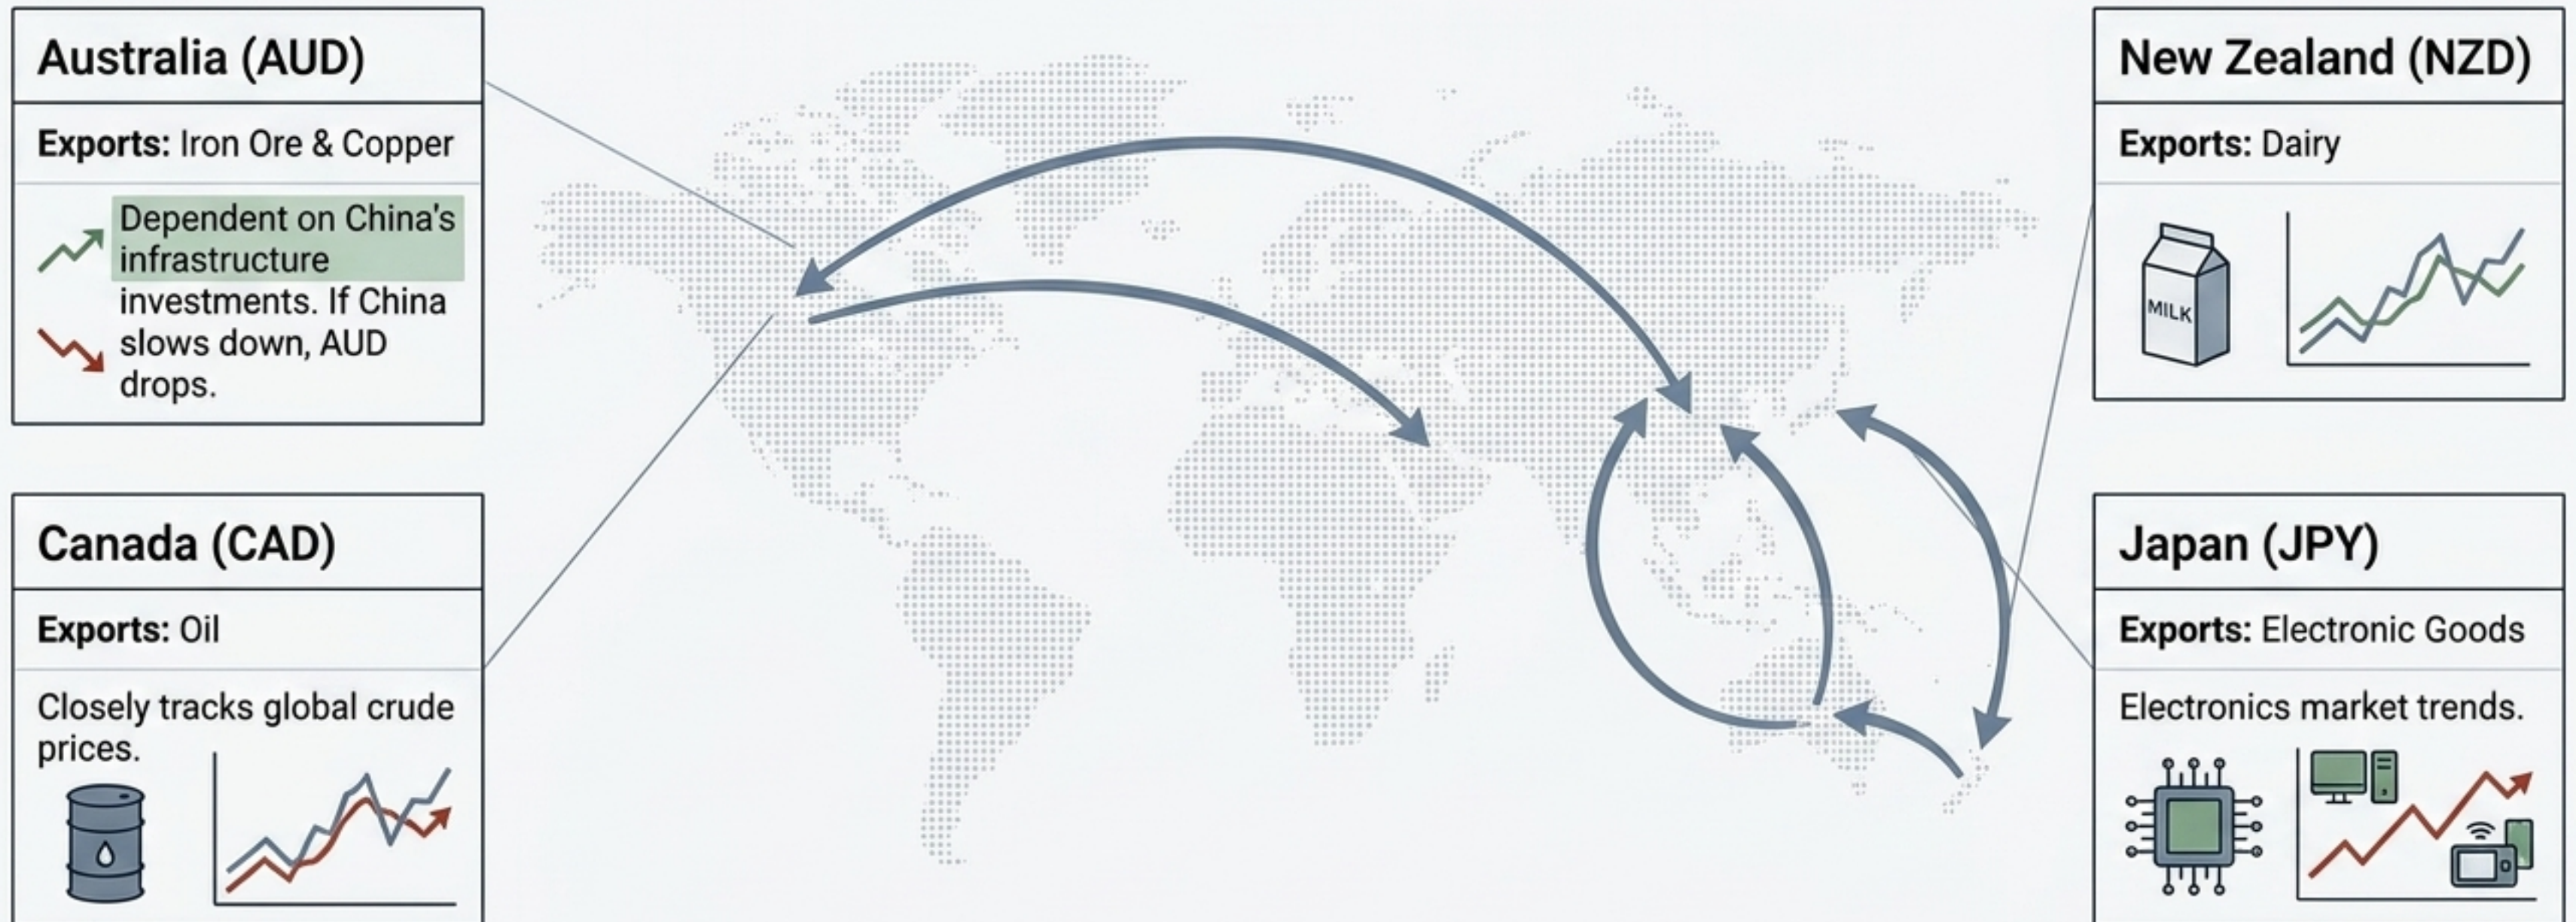 Australia (AUD)
Exports: Iron Ore & Copper
Dependent on China's
infrastructure
investments. If China
slows down, AUD
drops.
Canada (CAD)
Exports: Oil
Closely tracks global crude
prices.
New Zealand (NZD)
Exports: Dairy
MILK
Japan (JPY)
Exports: Electronic Goods
Electronics market trends.